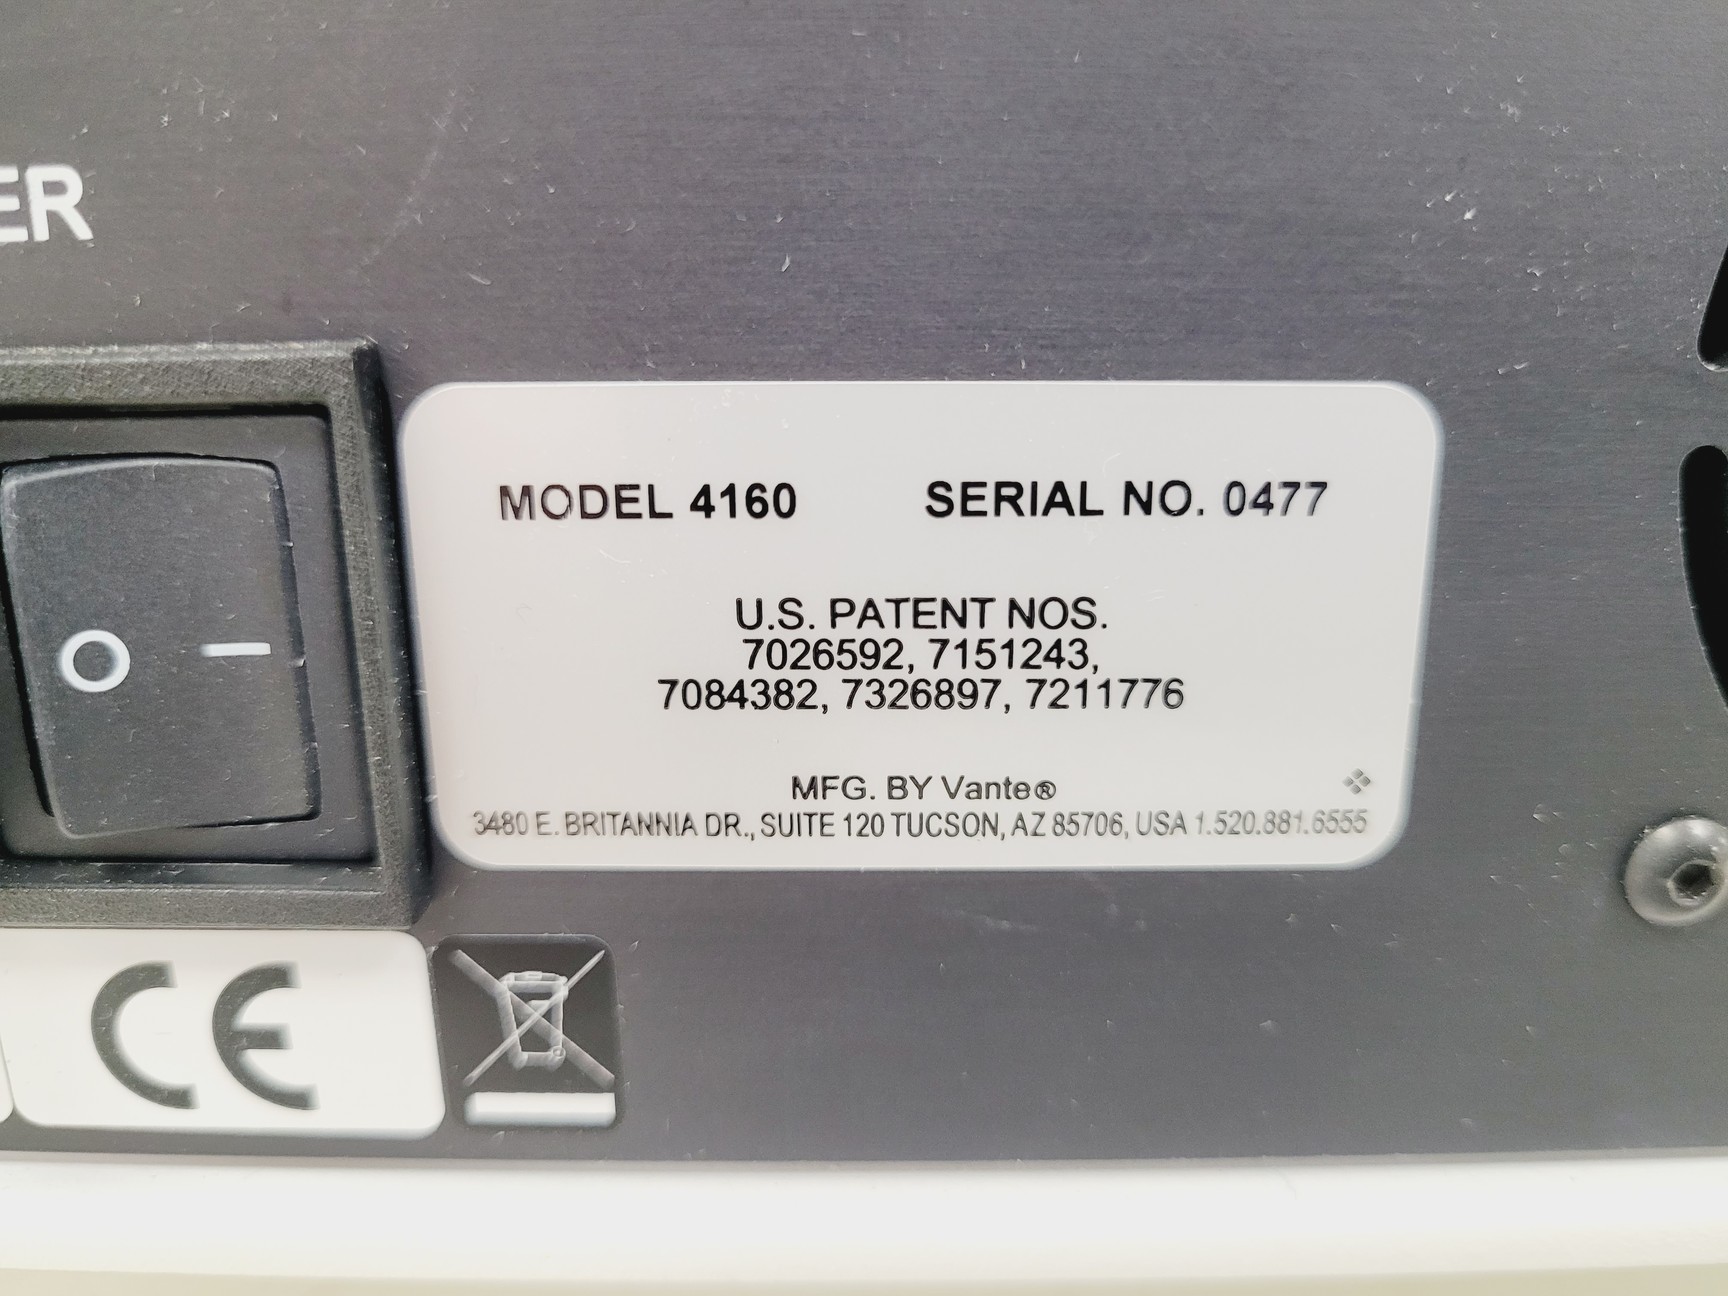 ER
MODEL 4160 SERIAL NO. 0477
U.S. PATENT NOS.
7026592, 7151243,
7084382, 7326897, 7211776
MFG. BY Vante®
3480 E. BRITANNIA DR., SUITE 120 TUCSON, AZ 85706, USA 1.520.881.6555
O I
CE